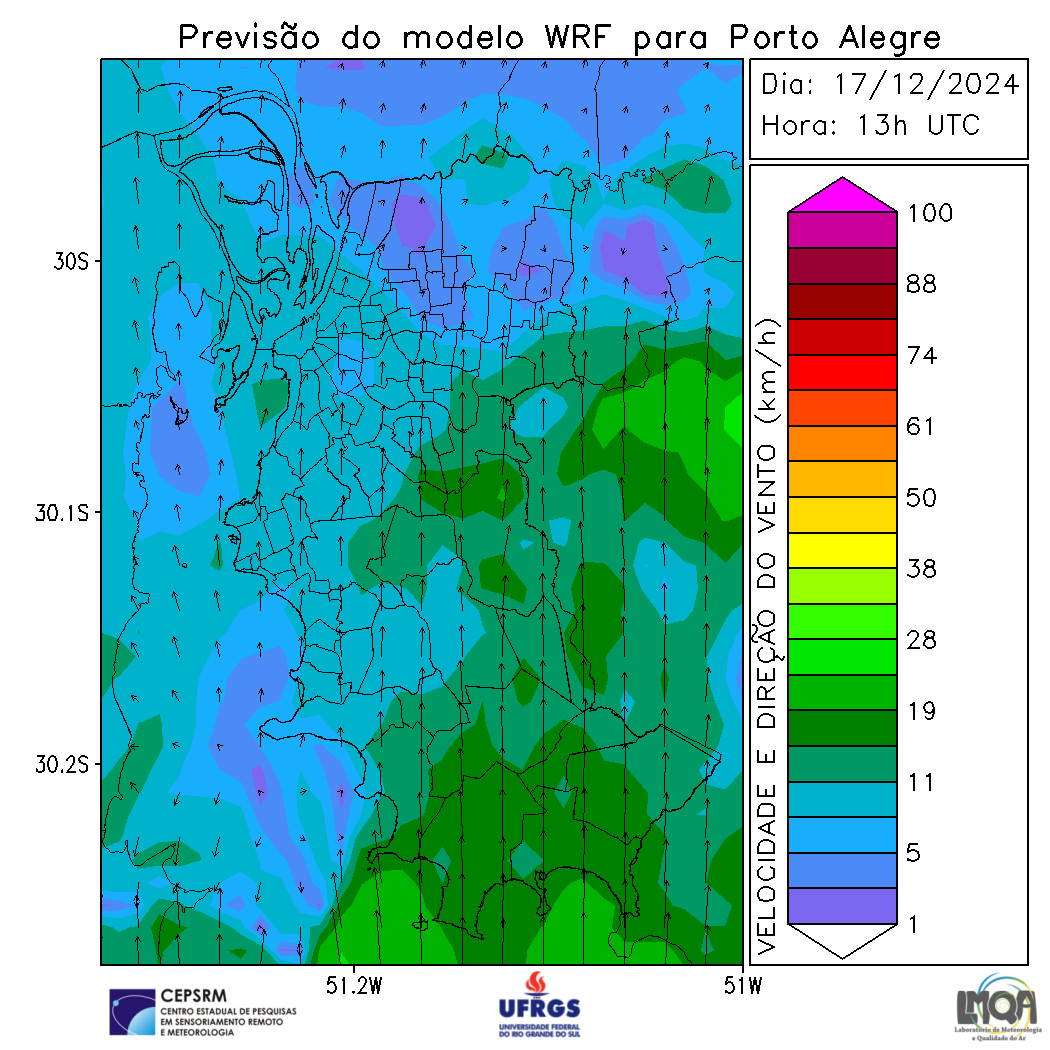 Previsão do modelo WRF para Porto Alegre
Dia: 17/12/2024
Hora: 13h UTC
30S
30.1S
30.2S
51.2W
51W
VELOCIDADE E DIREÇÃO DO VENTO (km/h)
100
88
74
61
50
38
28
19
11
5
1
CEPSRM
CENTRO ESTADUAL DE PESQUISAS
EM SENSORIAMENTO REMOTO
E METEOROLOGIA
UFRGS
UNIVERSIDADE FEDERAL
DO RIO GRANDE DO SUL
LMQA
Laboratório de Meteorologia
e Qualidade do Ar